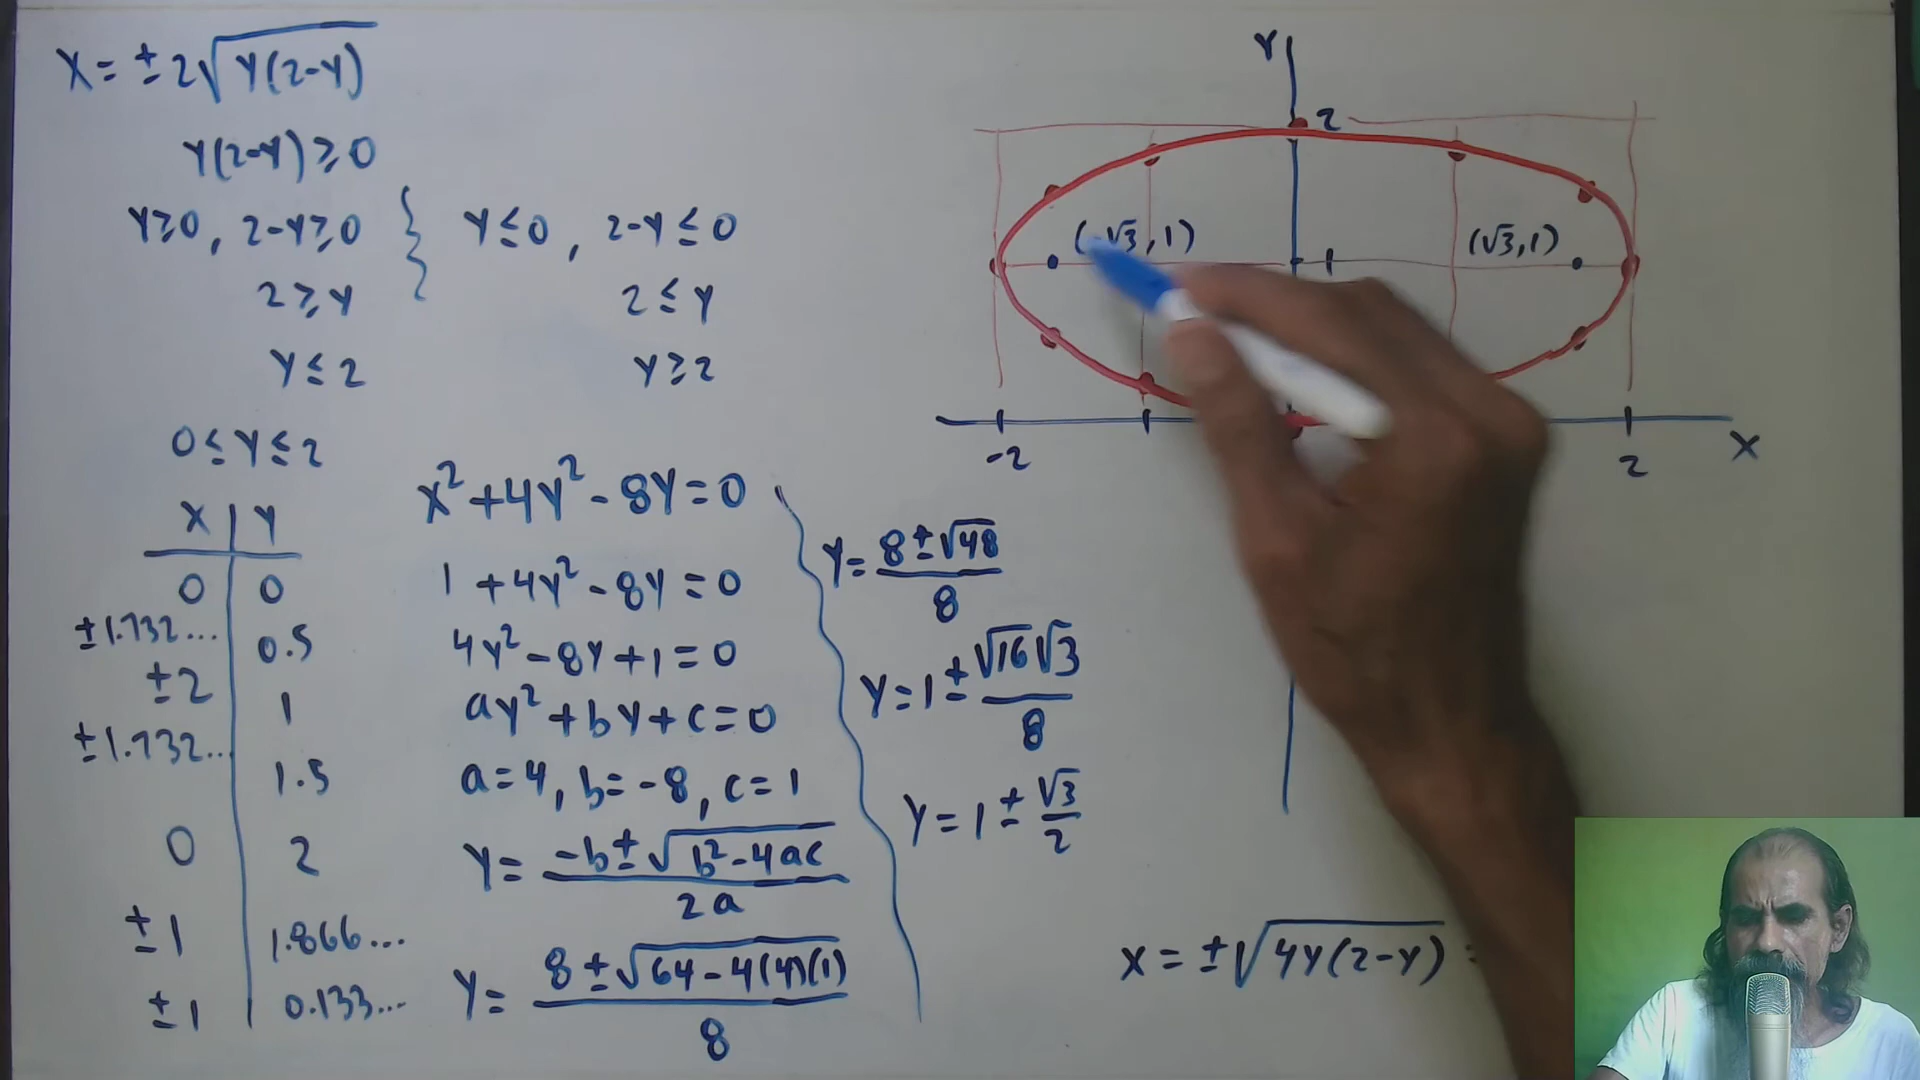 X = ±2√Y(2-Y)
Y(2-Y) ≥ 0
Y ≥ 0, 2-Y ≥ 0 } Y ≤ 0, 2-Y ≤ 0
2 ≥ Y 2 ≤ Y
Y ≤ 2 Y ≥ 2
0 ≤ Y ≤ 2
X | Y
0 0
±1.732... 0.5
±2 1
±1.732... 1.5
0 2
±1 1.866...
±1 0.133...
X² + 4Y² - 8Y = 0
1 + 4Y² - 8Y = 0
4Y² - 8Y + 1 = 0
aY² + bY + c = 0
a = 4, b = -8, c = 1
Y = (-b ± √b² - 4ac) / 2a
Y = (8 ± √64 - 4(4)(1)) / 8
Y = (8 ± √48) / 8
Y = 1 ± √16√3 / 8
Y = 1 ± √3 / 2
Y
2
(-√3, 1) (√3, 1)
1
-2 2 X
X = ±√4Y(2-Y) =